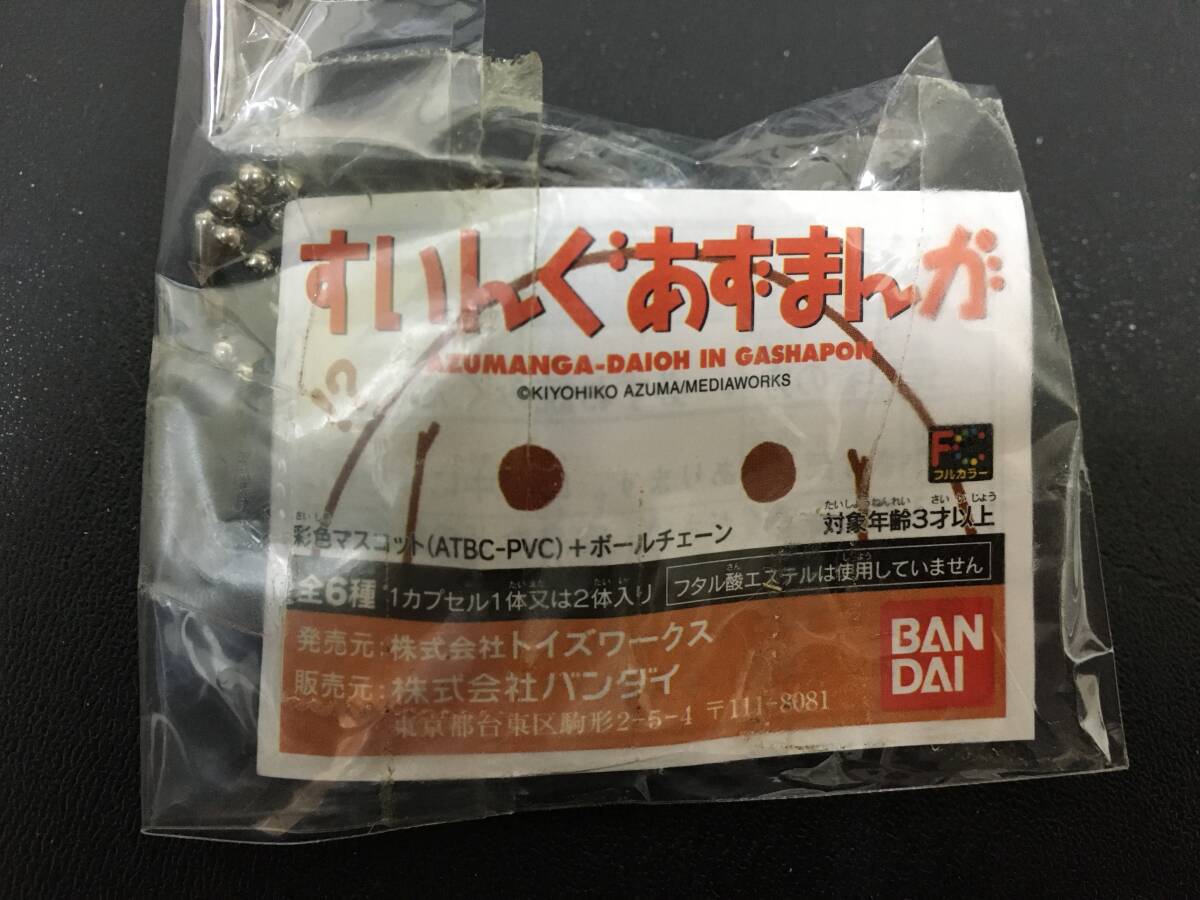 すいんぐあずまんが
AZUMANGA-DAIOH IN GASHAPON
©KIYOHIKO AZUMA/MEDIAWORKS
フルカラー
たいしょうねんれい さいいじょう
対象年齢3才以上
彩色マスコット(ATBC-PVC)+ボールチェーン
全6種 1カプセル1体又は2体入り
フタル酸エステルは使用していません
発売元:株式会社トイズワークス
販売元:株式会社バンダイ
東京都台東区駒形2-5-4 〒111-8081
BAN
DAI